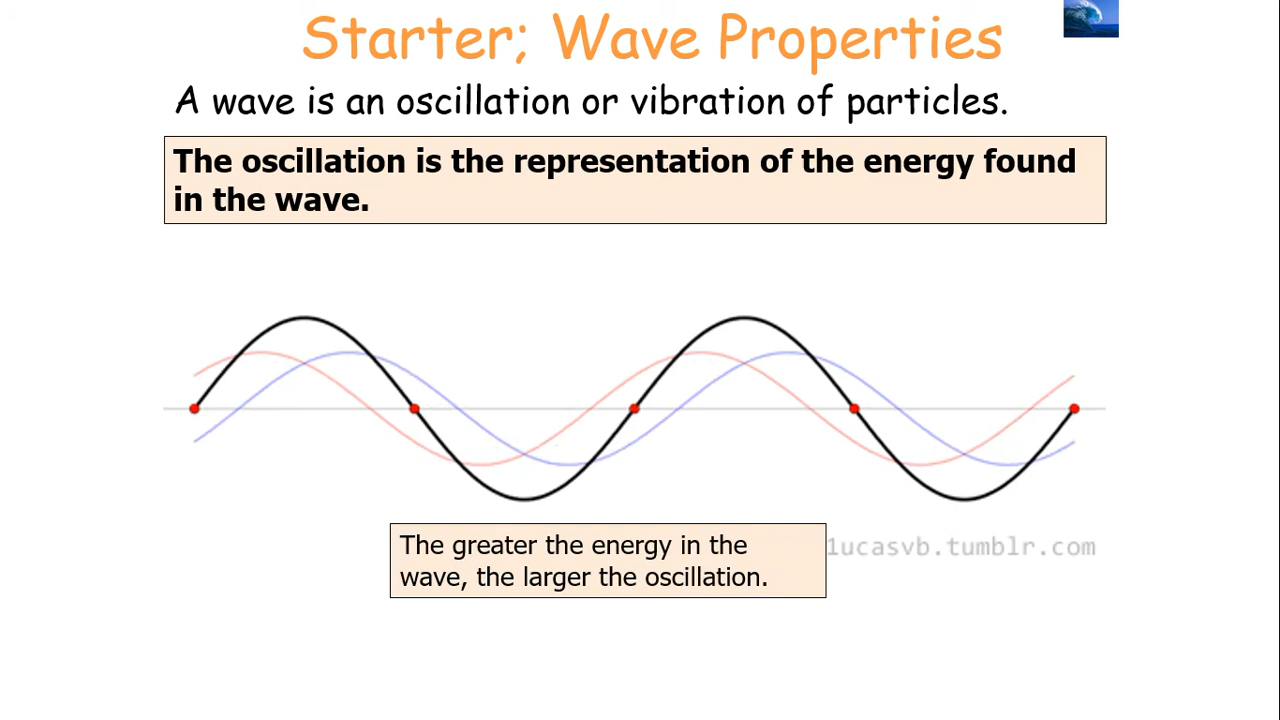 Starter; Wave Properties
A wave is an oscillation or vibration of particles.
The oscillation is the representation of the energy found
in the wave.
The greater the energy in the
wave, the larger the oscillation.
1ucasvb.tumblr.com